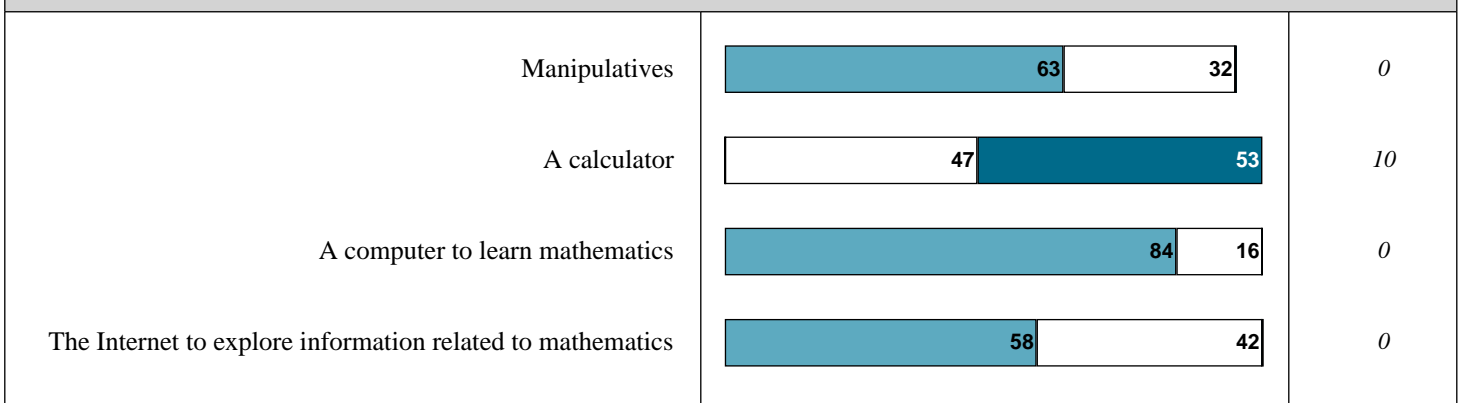 Manipulatives 63 32 0
A calculator 47 53 10
A computer to learn mathematics 84 16 0
The Internet to explore information related to mathematics 58 42 0